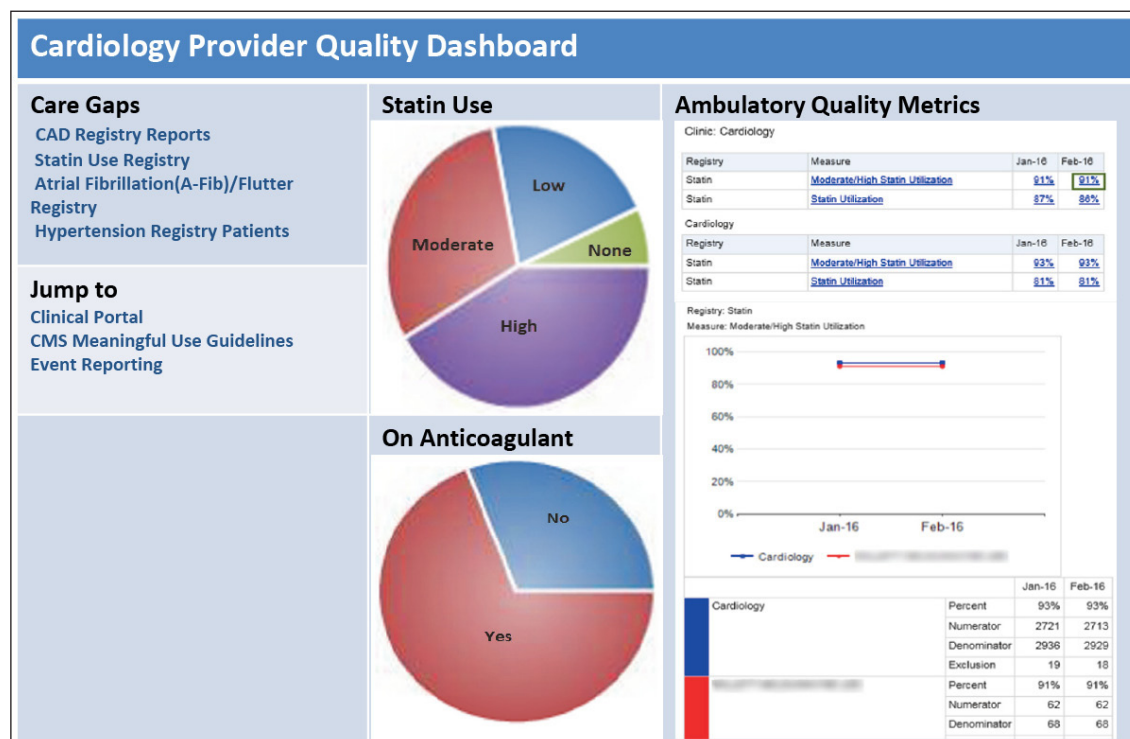 Cardiology Provider Quality Dashboard
Care Gaps
CAD Registry Reports
Statin Use Registry
Atrial Fibrillation(A-Fib)/Flutter
Registry
Hypertension Registry Patients
Jump to
Clinical Portal
CMS Meaningful Use Guidelines
Event Reporting
Statin Use
Low
Moderate
None
High
On Anticoagulant
No
Yes
Ambulatory Quality Metrics
Clinic: Cardiology
Registry Measure Jan-16 Feb-16
Statin Moderate/High Statin Utilization 91% 91%
Statin Statin Utilization 87% 86%
Cardiology
Registry Measure Jan-16 Feb-16
Statin Moderate/High Statin Utilization 93% 93%
Statin Statin Utilization 81% 81%
Registry: Statin
Measure: Moderate/High Statin Utilization
100%
80%
60%
40%
20%
0%
Jan-16 Feb-16
Cardiology
Jan-16 Feb-16
Cardiology Percent 93% 93%
Numerator 2721 2713
Denominator 2936 2929
Exclusion 19 18
Percent 91% 91%
Numerator 62 62
Denominator 68 68